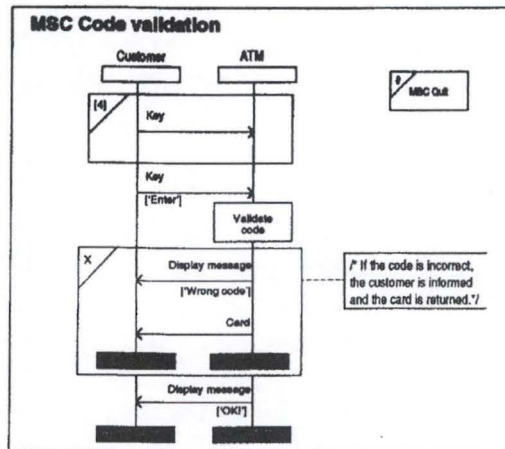 MSC Code validation
Customer
ATM
[4]
Key
MSC Quit
Key
['Enter']
Validate
code
X
Display message
['Wrong code']
Card
/* If the code is incorrect,
the customer is informed
and the card is returned.*/
Display message
['OK!']